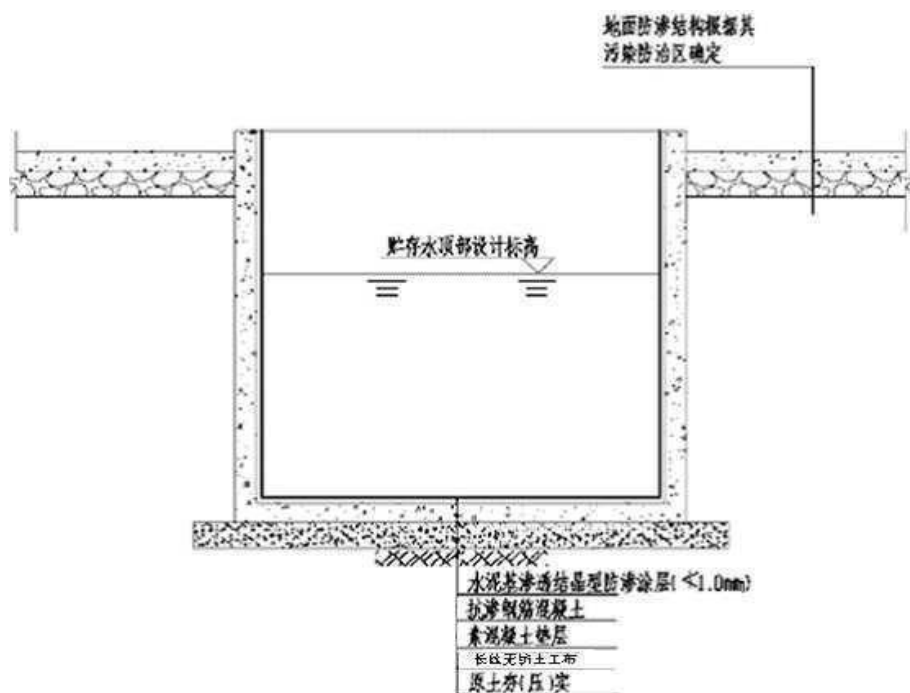 地面防渗结构根据其
污染防治区确定
贮存水顶部设计标高
水泥基渗透结晶型防渗涂层(≮1.0mm)
抗渗钢筋混凝土
素混凝土垫层
长丝无纺土工布
原土夯(压)实